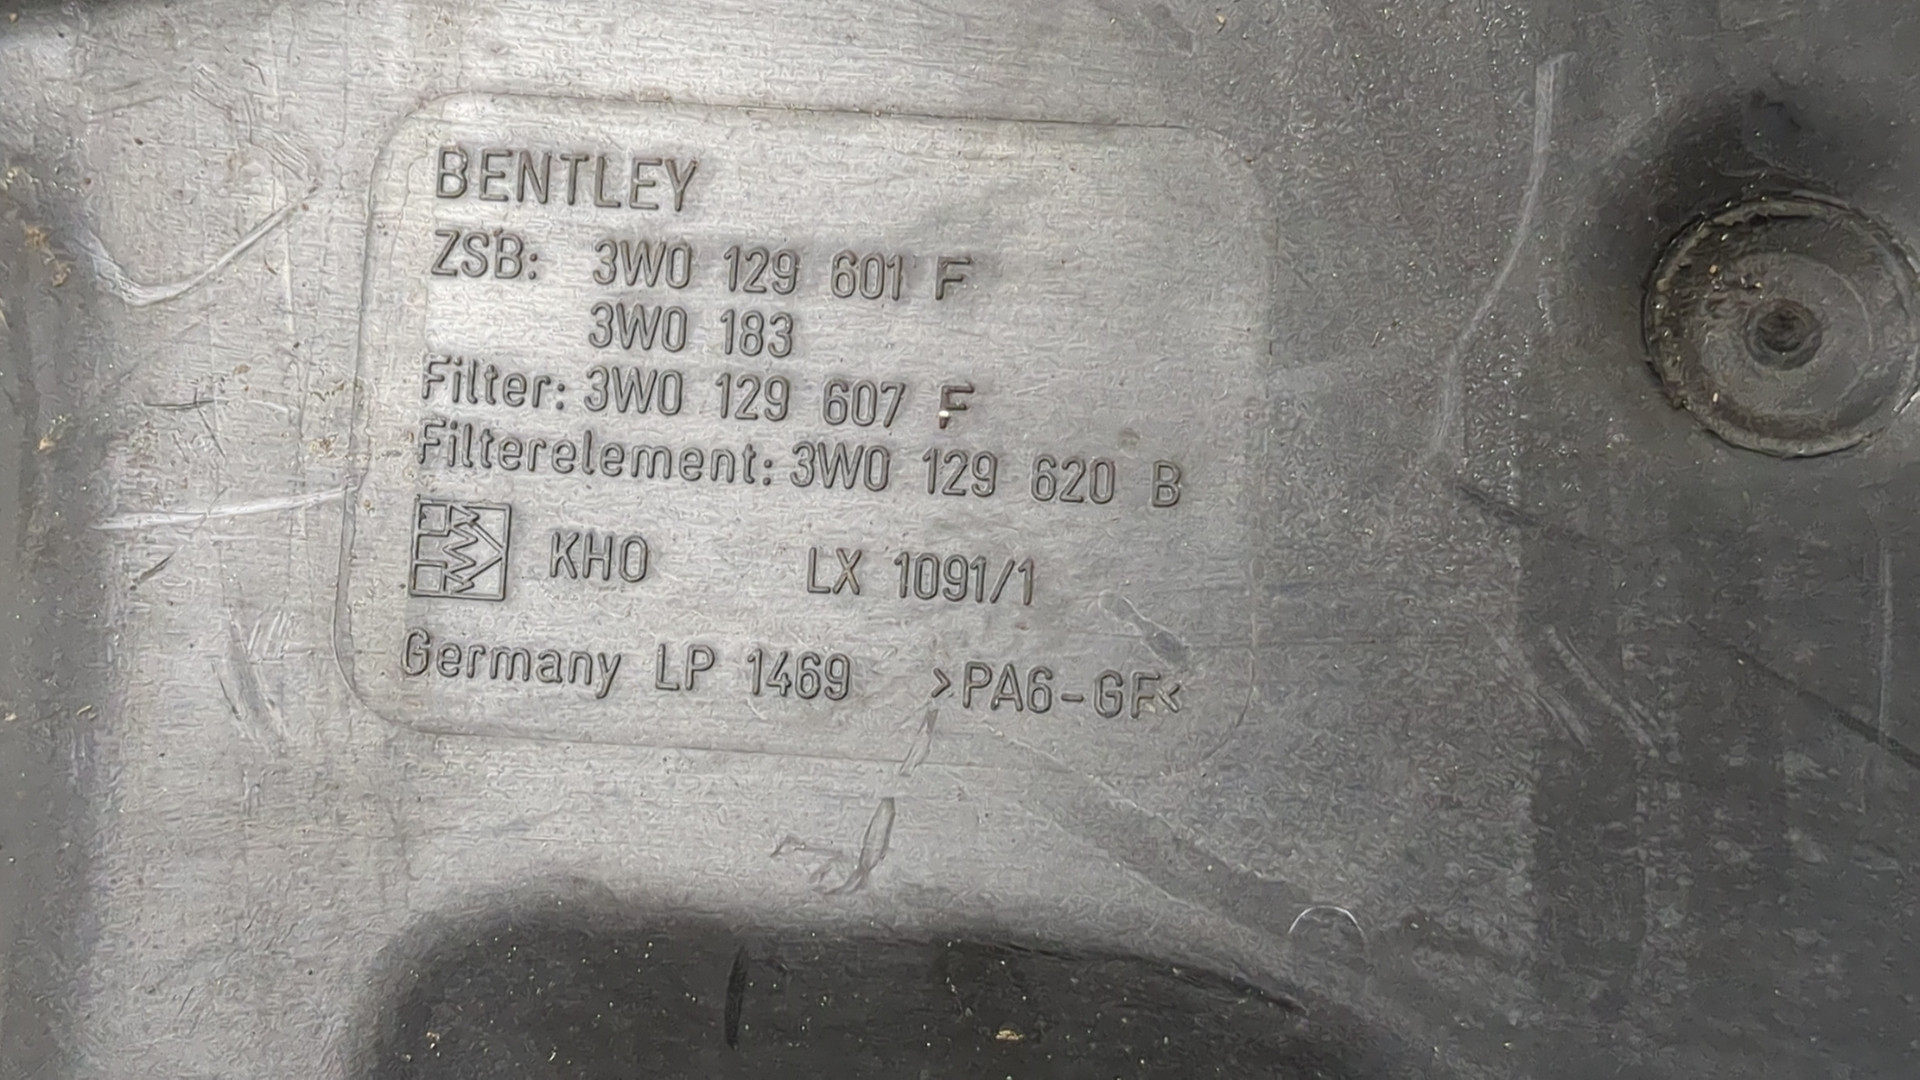 BENTLEY
ZSB: 3W0 129 601 F
3W0 183
Filter: 3W0 129 607 F
Filterelement: 3W0 129 620 B
KHO LX 1091/1
Germany LP 1469 >PA6-GF<